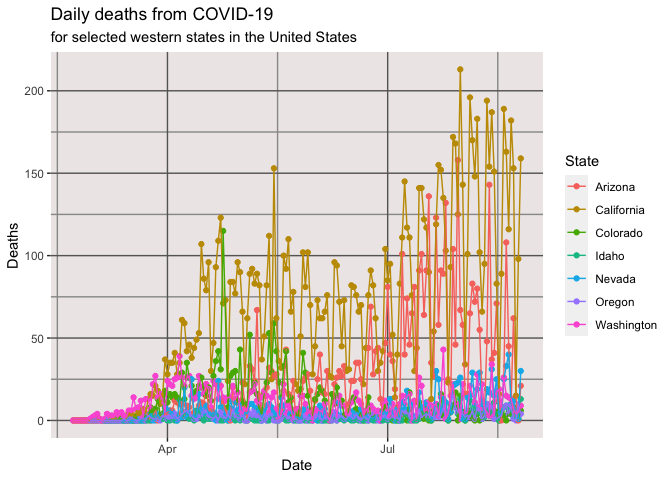 Daily deaths from COVID-19
for selected western states in the United States
200
150
100
50
0
Deaths
Apr
Jul
Date
State
Arizona
California
Colorado
Idaho
Nevada
Oregon
Washington